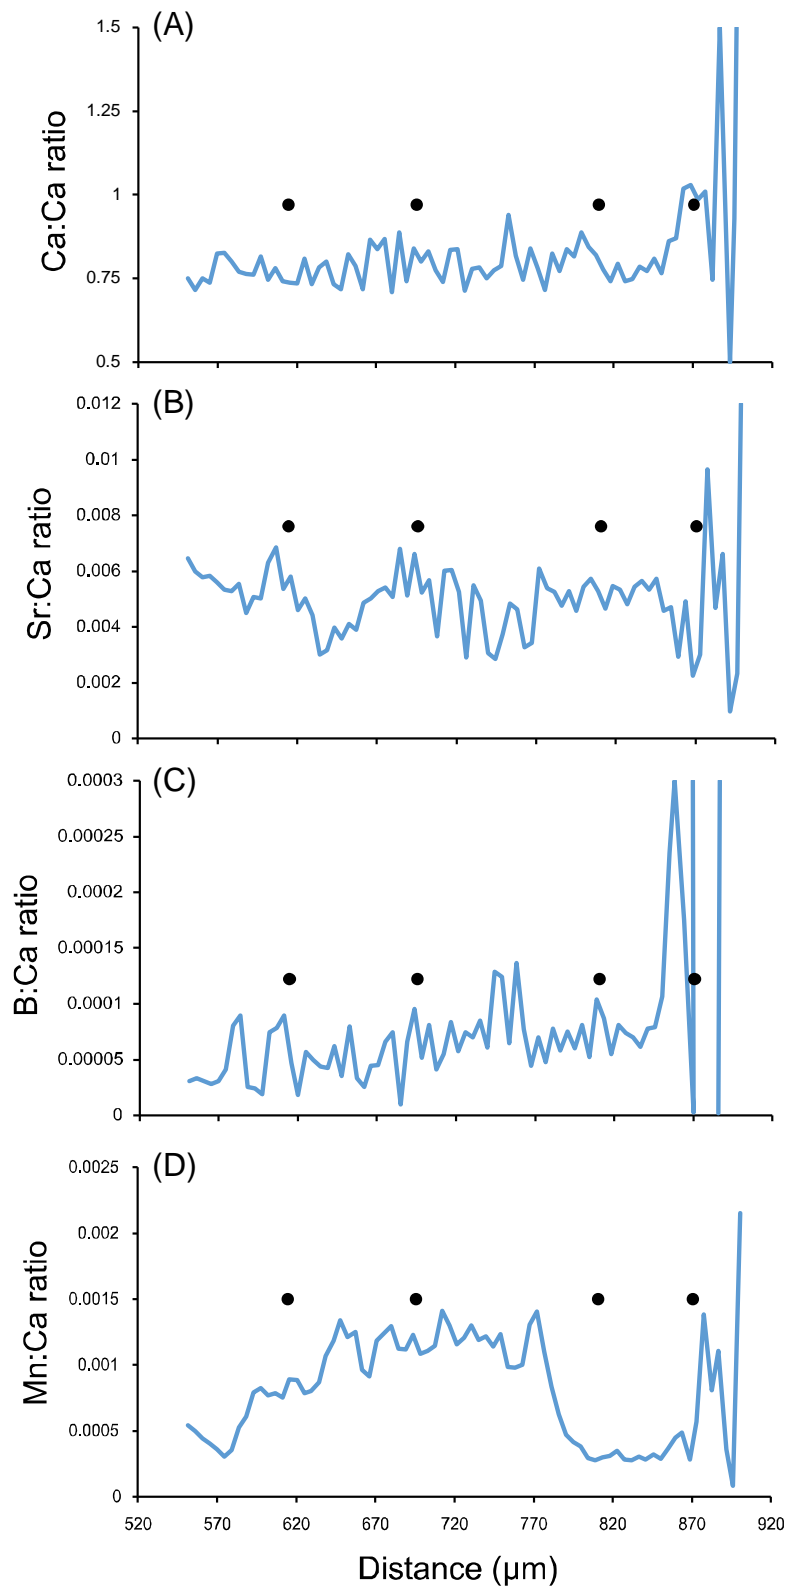 (A)
1.5
1.25
1
0.75
0.5
Ca:Ca ratio
(B)
0.012
0.01
0.008
0.006
0.004
0.002
0
Sr:Ca ratio
(C)
0.0003
0.00025
0.0002
0.00015
0.0001
0.00005
0
B:Ca ratio
(D)
0.0025
0.002
0.0015
0.001
0.0005
0
Mn:Ca ratio
520 570 620 670 720 770 820 870 920
Distance (μm)